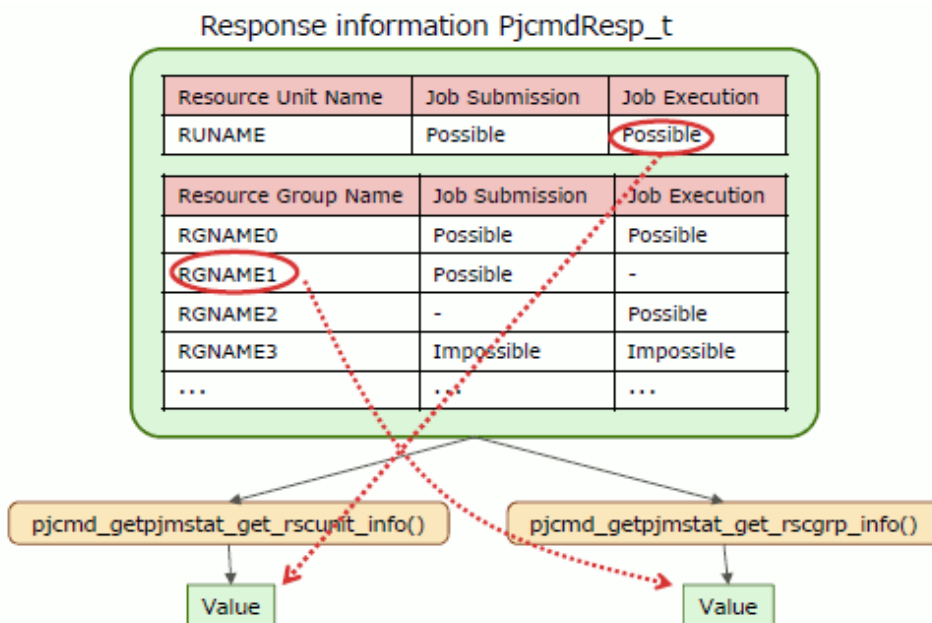 Response information PjcmdResp_t
Resource Unit Name Job Submission Job Execution
RUNAME Possible Possible
Resource Group Name Job Submission Job Execution
RGNAME0 Possible Possible
RGNAME1 Possible -
RGNAME2 - Possible
RGNAME3 Impossible Impossible
... ... ...
pjcmd_getpjmstat_get_rscunit_info() pjcmd_getpjmstat_get_rscgrp_info()
Value Value